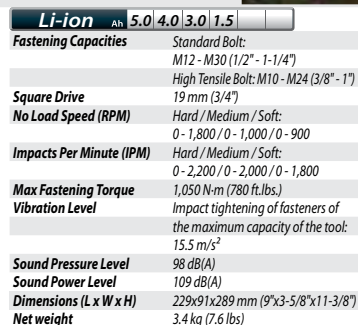 Li-ion Ah 5.0 4.0 3.0 1.5
Fastening Capacities Standard Bolt:
M12 - M30 (1/2" - 1-1/4")
High Tensile Bolt: M10 - M24 (3/8" - 1")
Square Drive 19 mm (3/4")
No Load Speed (RPM) Hard / Medium / Soft:
0 - 1,800 / 0 - 1,000 / 0 - 900
Impacts Per Minute (IPM) Hard / Medium / Soft:
0 - 2,200 / 0 - 2,000 / 0 - 1,800
Max Fastening Torque 1,050 N·m (780 ft.lbs.)
Vibration Level Impact tightening of fasteners of
the maximum capacity of the tool:
15.5 m/s²
Sound Pressure Level 98 dB(A)
Sound Power Level 109 dB(A)
Dimensions (L x W x H) 229x91x289 mm (9"x3-5/8"x11-3/8")
Net weight 3.4 kg (7.6 lbs)